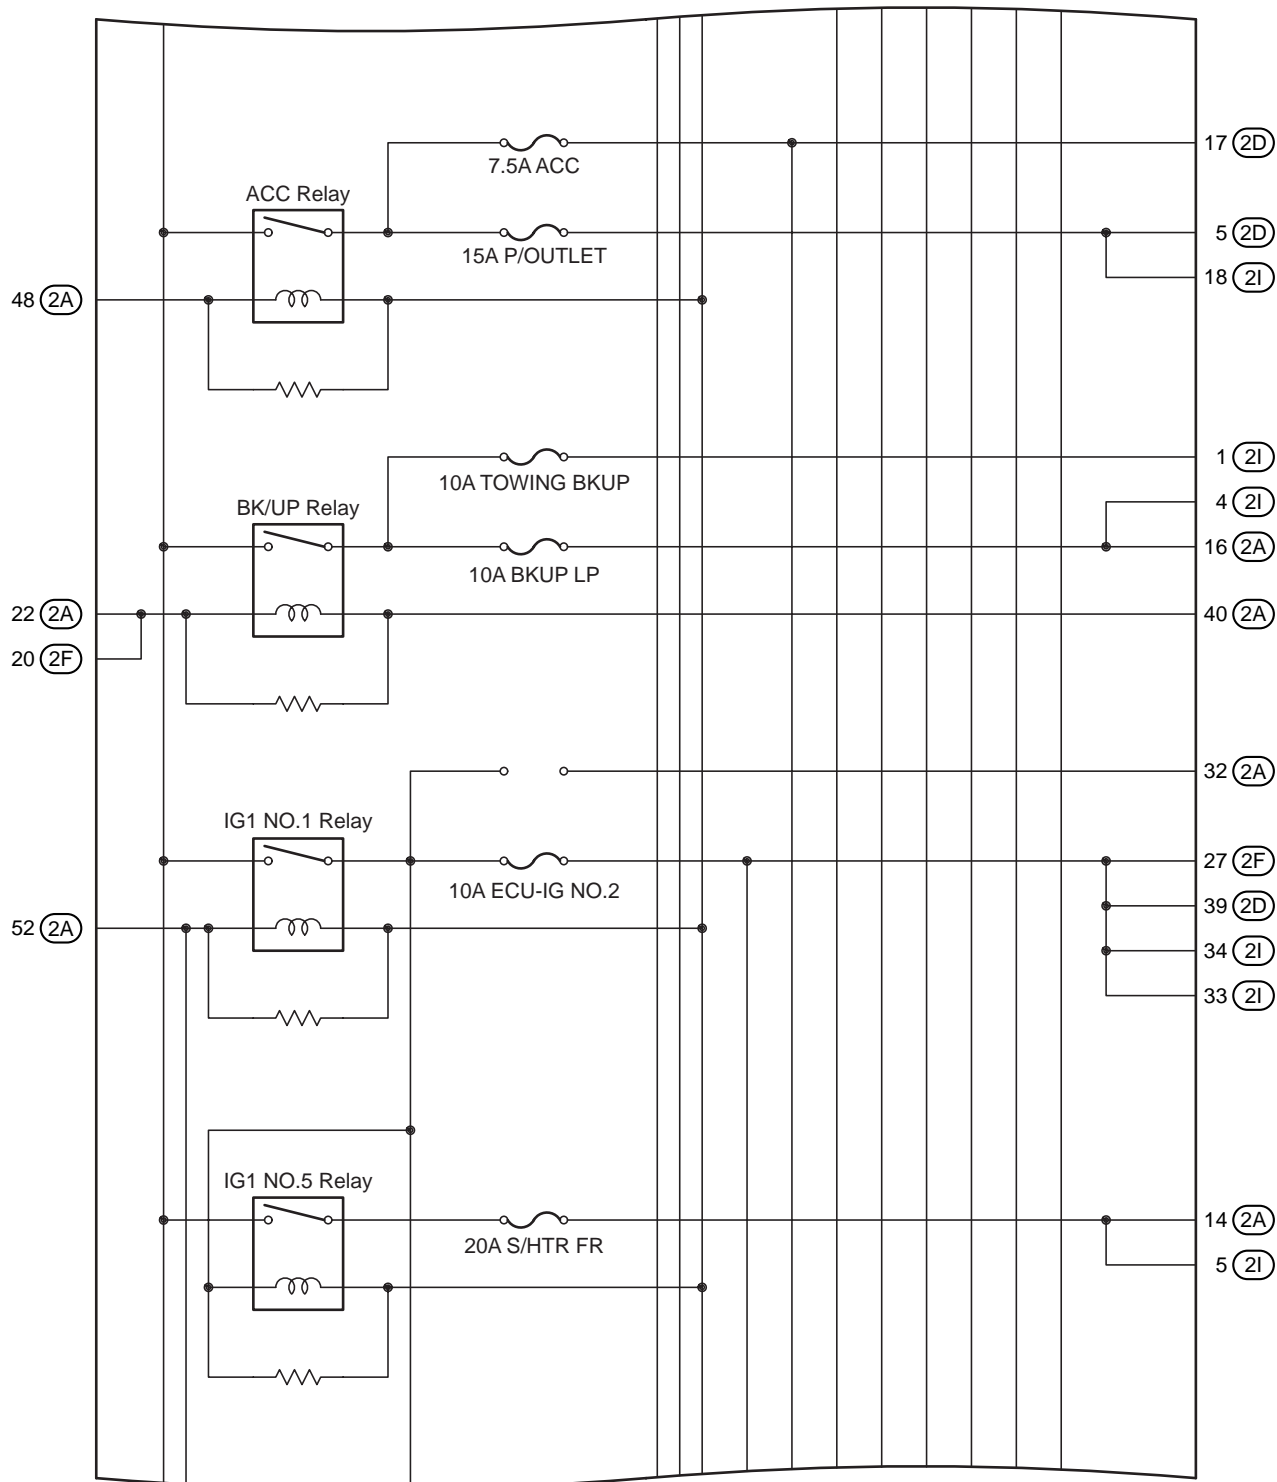 17 2D
7.5A ACC
ACC Relay
5 2D
15A P/OUTLET
18 2I
48 2A
1 2I
10A TOWING BKUP
4 2I
BK/UP Relay
16 2A
10A BKUP LP
22 2A
40 2A
20 2F
32 2A
IG1 NO.1 Relay
27 2F
10A ECU-IG NO.2
39 2D
52 2A
34 2I
33 2I
IG1 NO.5 Relay
14 2A
20A S/HTR FR
5 2I